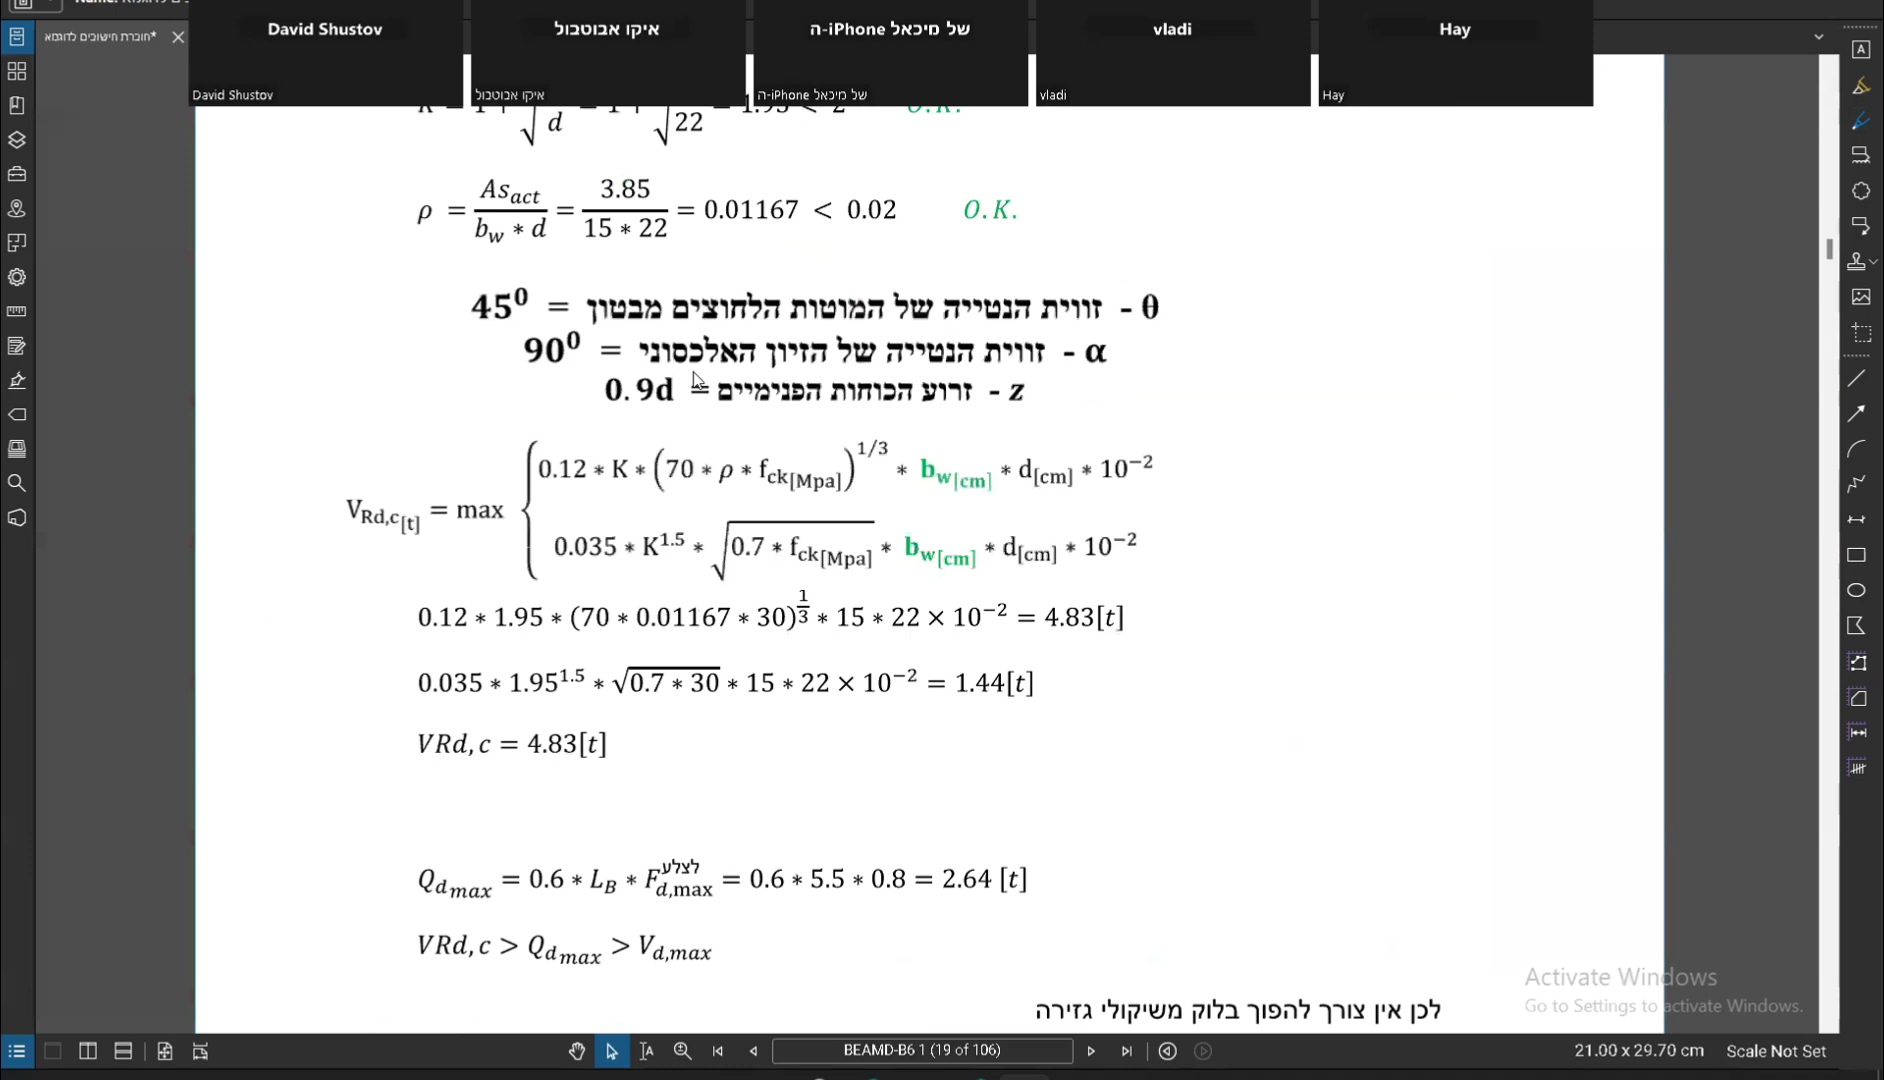 David Shustov
איקו אבוטבול
ה-iPhone של מיכאל
vladi
Hay
*חוברת חישובים לדוגמא
David Shustov
איקו אבוטבול
ה-iPhone של מיכאל
vladi
Hay
√d √22 = 1.95 < 2 O.K.
ρ = As_act / (b_w * d) = 3.85 / (15 * 22) = 0.01167 < 0.02 O.K.
θ - זווית הנטייה של המוטות הלחוצים מבטון = 45⁰
α - זווית הנטייה של הזיון האלכסוני = 90⁰
z - זרוע הכוחות הפנימיים = 0.9d
V_Rd,c[t] = max { 0.12 * K * (70 * ρ * f_ck[Mpa])^1/3 * b_w[cm] * d[cm] * 10⁻²
0.035 * K^1.5 * √(0.7 * f_ck[Mpa]) * b_w[cm] * d[cm] * 10⁻²
0.12 * 1.95 * (70 * 0.01167 * 30)^1/3 * 15 * 22 × 10⁻² = 4.83[t]
0.035 * 1.95^1.5 * √(0.7 * 30) * 15 * 22 × 10⁻² = 1.44[t]
VRd, c = 4.83[t]
Q_d max = 0.6 * L_B * F_d,max^לצלע = 0.6 * 5.5 * 0.8 = 2.64 [t]
VRd, c > Q_d max > V_d,max
לכן אין צורך להפוך בלוק משיקולי גזירה
Activate Windows
Go to Settings to activate Windows.
BEAMD-B6 1 (19 of 106)
21.00 x 29.70 cm
Scale Not Set